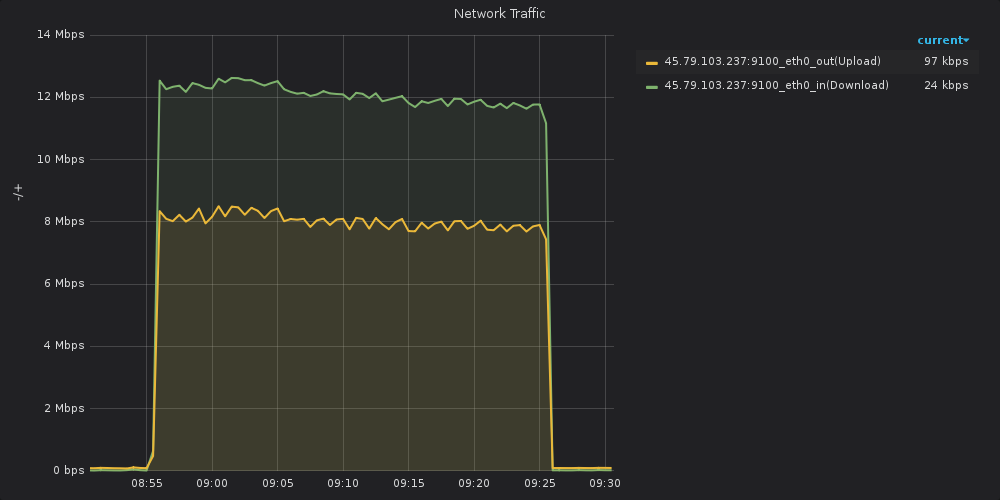 Network Traffic
14 Mbps
12 Mbps
10 Mbps
8 Mbps
6 Mbps
4 Mbps
2 Mbps
0 bps
-/+
08:55 09:00 09:05 09:10 09:15 09:20 09:25 09:30
current
45.79.103.237:9100_eth0_out(Upload) 97 kbps
45.79.103.237:9100_eth0_in(Download) 24 kbps